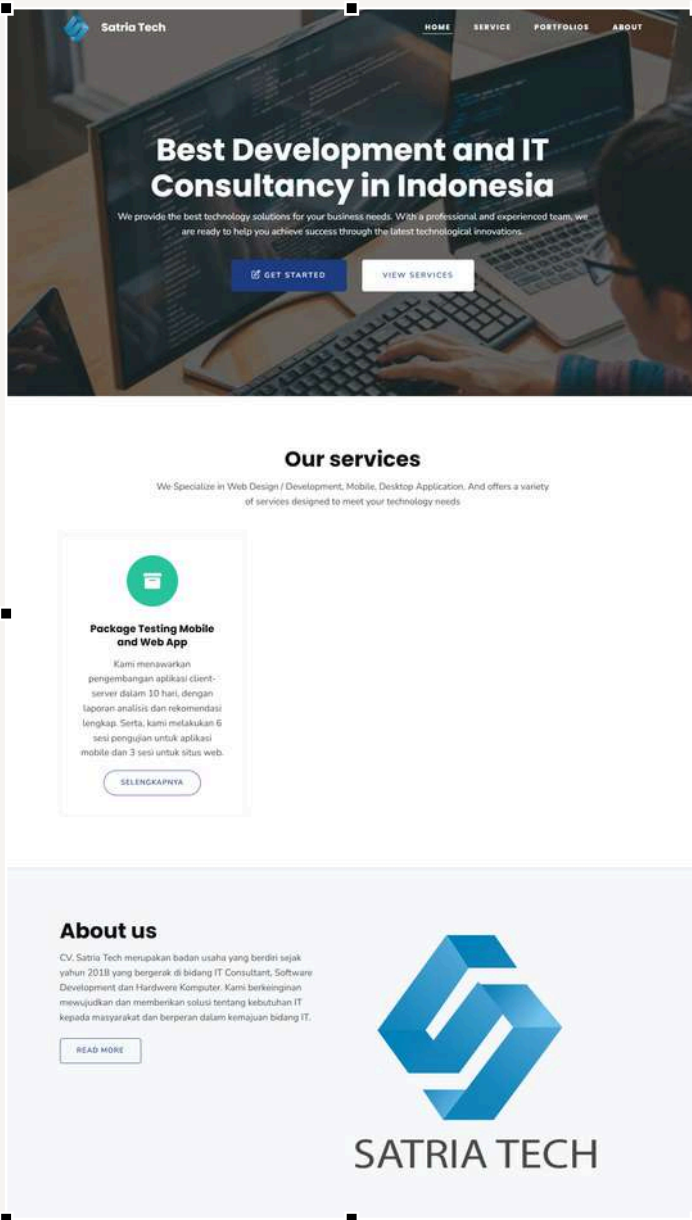 Satria Tech
HOME SERVICE PORTFOLIOS ABOUT
Best Development and IT
Consultancy in Indonesia
We provide the best technology solutions for your business needs. With a professional and experienced team, we
are ready to help you achieve success through the latest technological innovations.
GET STARTED
VIEW SERVICES
Our services
We Specialize in Web Design / Development, Mobile, Desktop Application. And offers a variety
of services designed to meet your technology needs
Package Testing Mobile
and Web App
Kami menawarkan
pengembangan aplikasi client-
server dalam 10 hari, dengan
laporan analisis dan rekomendasi
lengkap. Serta, kami melakukan 6
sesi pengujian untuk aplikasi
mobile dan 3 sesi untuk situs web.
SELENGKAPNYA
About us
CV. Satria Tech merupakan badan usaha yang berdiri sejak
yahun 2018 yang bergerak di bidang IT Consultant, Software
Development dan Hardwere Komputer. Kami berkeinginan
mewujudkan dan memberikan solusi tentang kebutuhan IT
kepada masyarakat dan berperan dalam kemajuan bidang IT.
READ MORE
SATRIA TECH